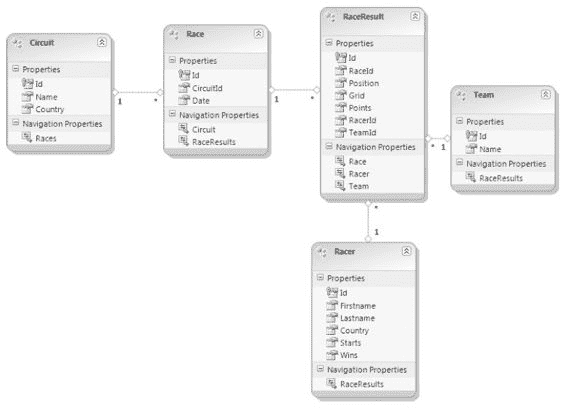 Circuit
Properties
Id
Name
Country
Navigation Properties
Races
1
*
Race
Properties
Id
CircuitId
Date
Navigation Properties
Circuit
RaceResults
1
*
RaceResult
Properties
Id
RaceId
Position
Grid
Points
RacerId
TeamId
Navigation Properties
Race
Racer
Team
*
1
Team
Properties
Id
Name
Navigation Properties
RaceResults
*
1
Racer
Properties
Id
Firstname
Lastname
Country
Starts
Wins
Navigation Properties
RaceResults